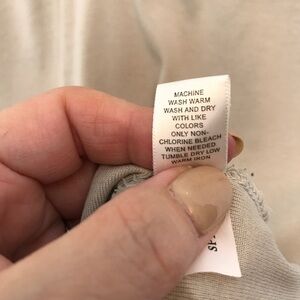 MACHINE
WASH WARM
WASH AND DRY
WITH LIKE
COLORS
ONLY NON-
CHLORINE BLEACH
WHEN NEEDED
TUMBLE DRY LOW
WARM IRON